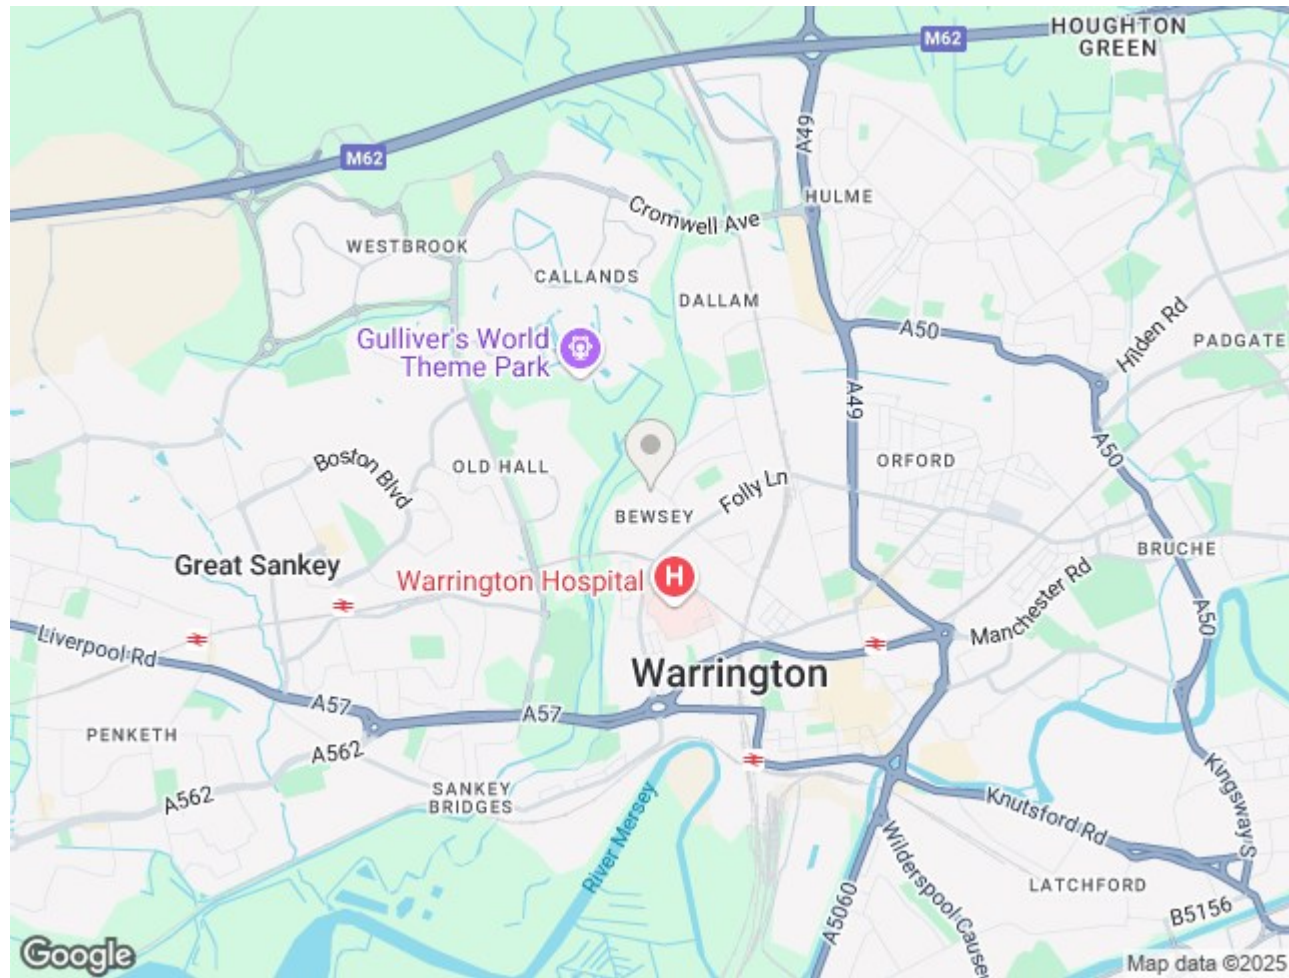 HOUGHTON
GREEN
M62
M62
A49
HULME
Cromwell Ave
WESTBROOK
CALLANDS
DALLAM
Gulliver's World
Theme Park
A50
Hilden Rd
PADGATE
A49
Boston Blvd
OLD HALL
ORFORD
A50
Folly Ln
BEWSEY
BRUCHE
Great Sankey
Warrington Hospital
H
Manchester Rd
A50
Liverpool Rd
Warrington
A57
A57
PENKETH
A562
A562
SANKEY
BRIDGES
River Mersey
Knutsford Rd
Kingsway S
Wilderspool Causew
LATCHFORD
A5060
B5156
Google
Map data ©2025